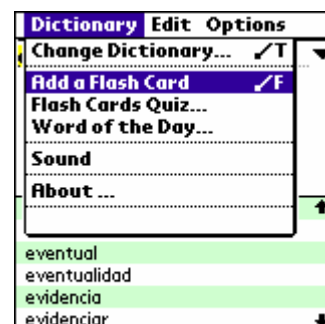 Dictionary Edit Options
Change Dictionary... ⁄T
Add a Flash Card ⁄F
Flash Cards Quiz...
Word of the Day...
Sound
About ...
eventual
eventualidad
evidencia
evidenciar